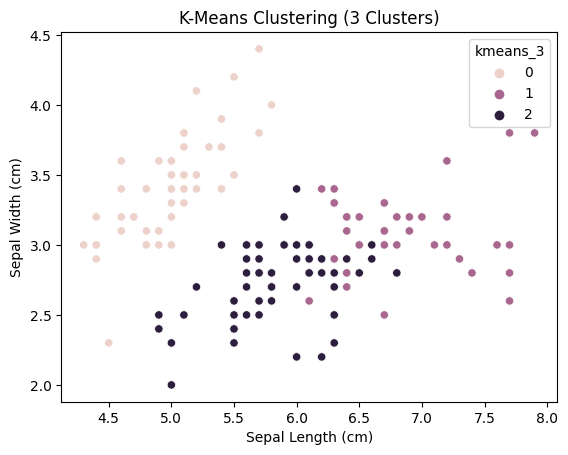 K-Means Clustering (3 Clusters)
kmeans_3
0
1
2
Sepal Width (cm)
4.5
4.0
3.5
3.0
2.5
2.0
4.5 5.0 5.5 6.0 6.5 7.0 7.5 8.0
Sepal Length (cm)